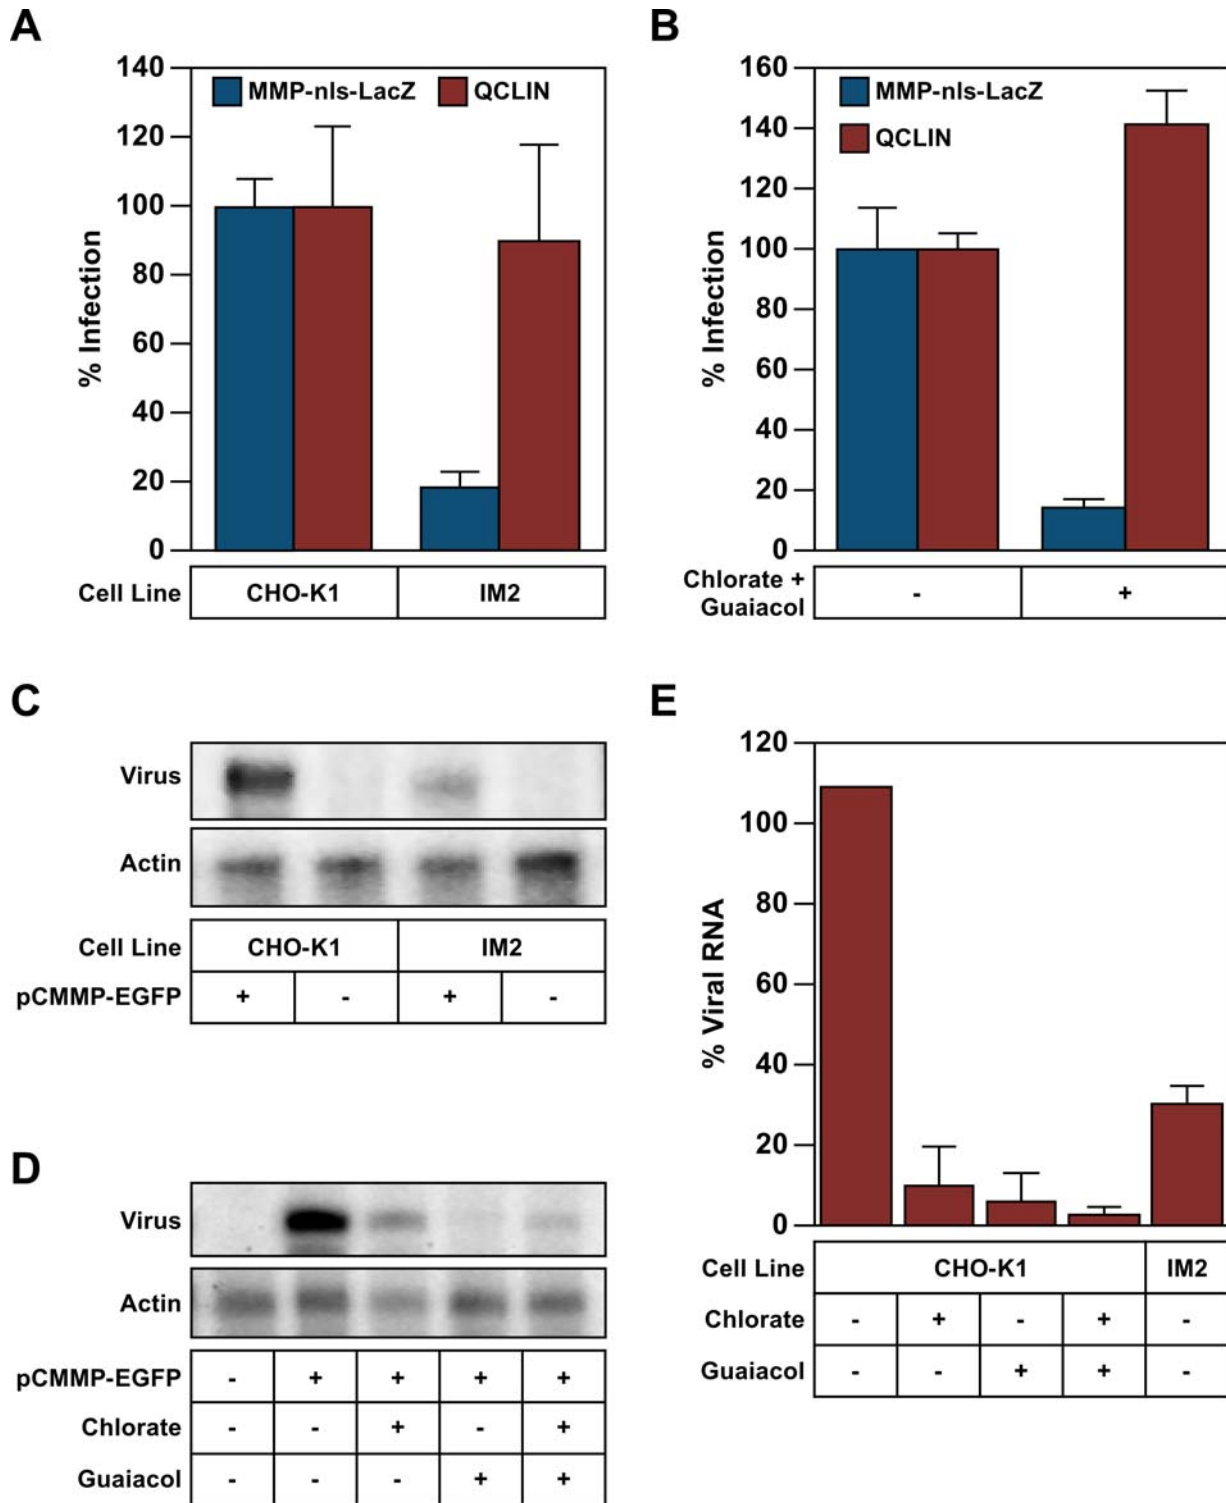 A
140
120
100
80
60
40
20
0
% Infection
MMP-nls-LacZ QCLIN
Cell Line CHO-K1 IM2
B
160
140
120
100
80
60
40
20
0
% Infection
MMP-nls-LacZ
QCLIN
Chlorate +
Guaiacol - +
C
Virus
Actin
Cell Line CHO-K1 IM2
pCMMP-EGFP + - + -
D
Virus
Actin
pCMMP-EGFP - + + + +
Chlorate - - + - +
Guaiacol - - - + +
E
120
100
80
60
40
20
0
% Viral RNA
Cell Line CHO-K1 IM2
Chlorate - + - + -
Guaiacol - - + + -